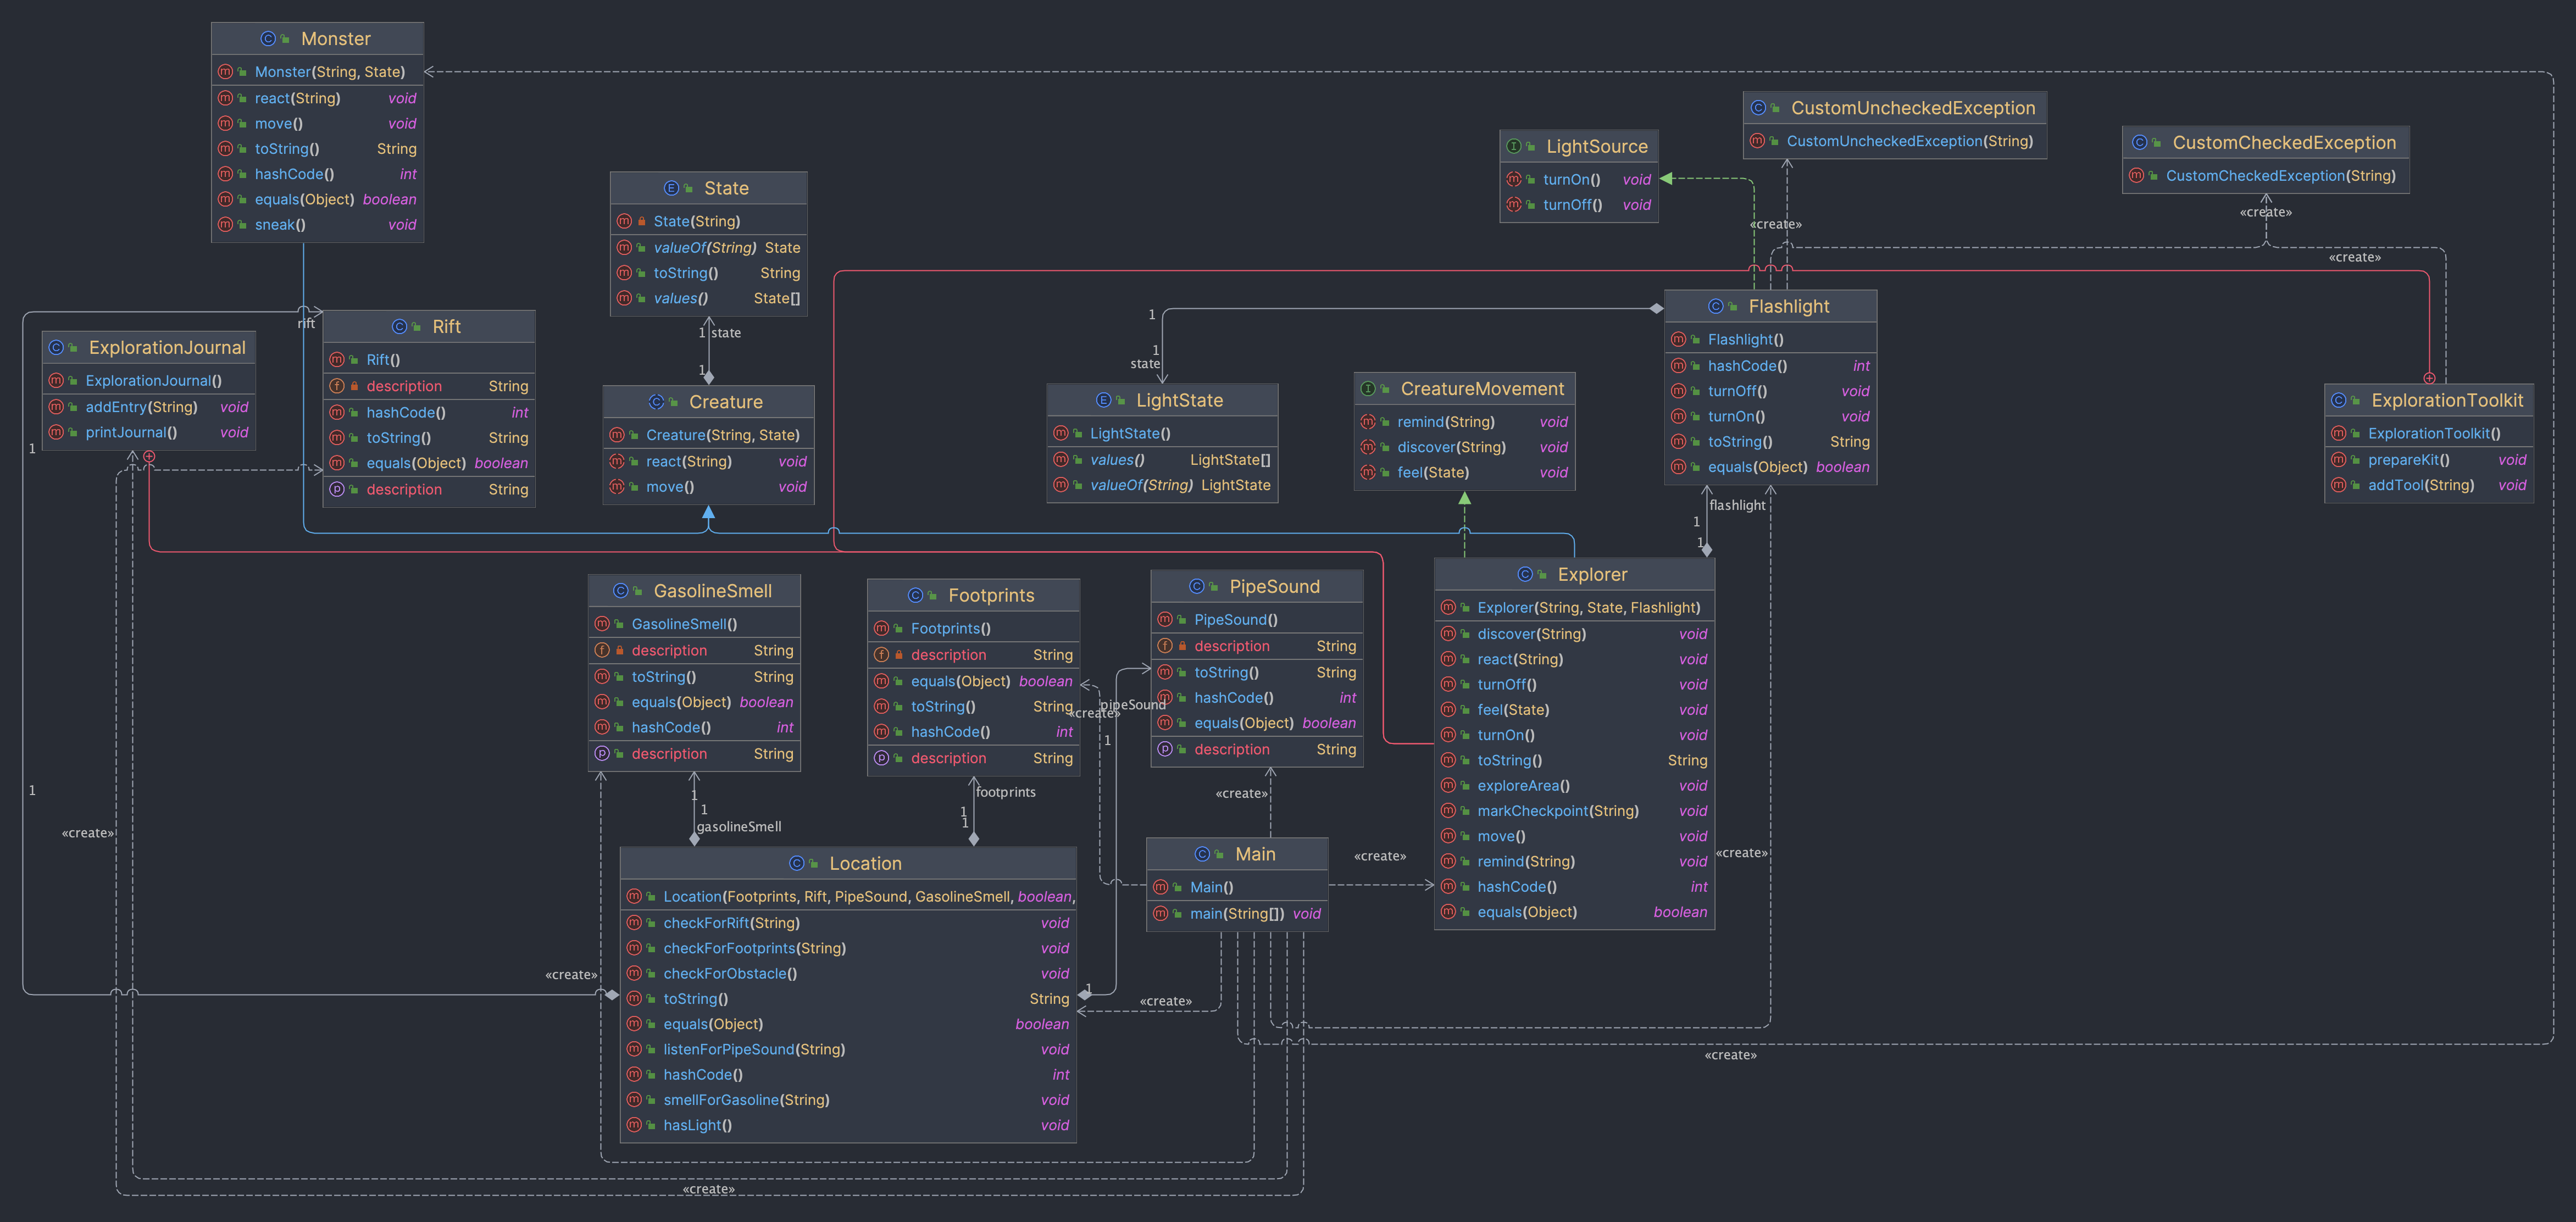 Monster
Monster(String, State)
react(String) void
move() void
toString() String
hashCode() int
equals(Object) boolean
sneak() void
CustomUncheckedException
CustomUncheckedException(String)
LightSource
turnOn() void
turnOff() void
CustomCheckedException
CustomCheckedException(String)
State
State(String)
valueOf(String) State
toString() String
values() State[]
«create»
«create»
«create»
rift
1 state
1
1
1
state
Rift
Rift()
description String
hashCode() int
toString() String
equals(Object) boolean
description String
ExplorationJournal
ExplorationJournal()
addEntry(String) void
printJournal() void
Creature
Creature(String, State)
react(String) void
move() void
LightState
LightState()
values() LightState[]
valueOf(String) LightState
CreatureMovement
remind(String) void
discover(String) void
feel(State) void
Flashlight
Flashlight()
hashCode() int
turnOff() void
turnOn() void
toString() String
equals(Object) boolean
ExplorationToolkit
ExplorationToolkit()
prepareKit() void
addTool(String) void
1
flashlight
1
1
GasolineSmell
GasolineSmell()
description String
toString() String
equals(Object) boolean
hashCode() int
description String
Footprints
Footprints()
description String
equals(Object) boolean
toString() String
hashCode() int
description String
PipeSound
PipeSound()
description String
toString() String
hashCode() int
equals(Object) boolean
description String
Explorer
Explorer(String, State, Flashlight)
discover(String) void
react(String) void
turnOff() void
feel(State) void
turnOn() void
toString() String
exploreArea() void
markCheckpoint(String) void
move() void
remind(String) void
hashCode() int
equals(Object) boolean
pipeSound
«create»
1
1
«create»
1
1
gasolineSmell
footprints
1
1
«create»
«create»
«create»
Location
Location(Footprints, Rift, PipeSound, GasolineSmell, boolean,
checkForRift(String) void
checkForFootprints(String) void
checkForObstacle() void
toString() String
equals(Object) boolean
listenForPipeSound(String) void
hashCode() int
smellForGasoline(String) void
hasLight() void
Main
Main()
main(String[]) void
«create»
1
«create»
«create»
«create»